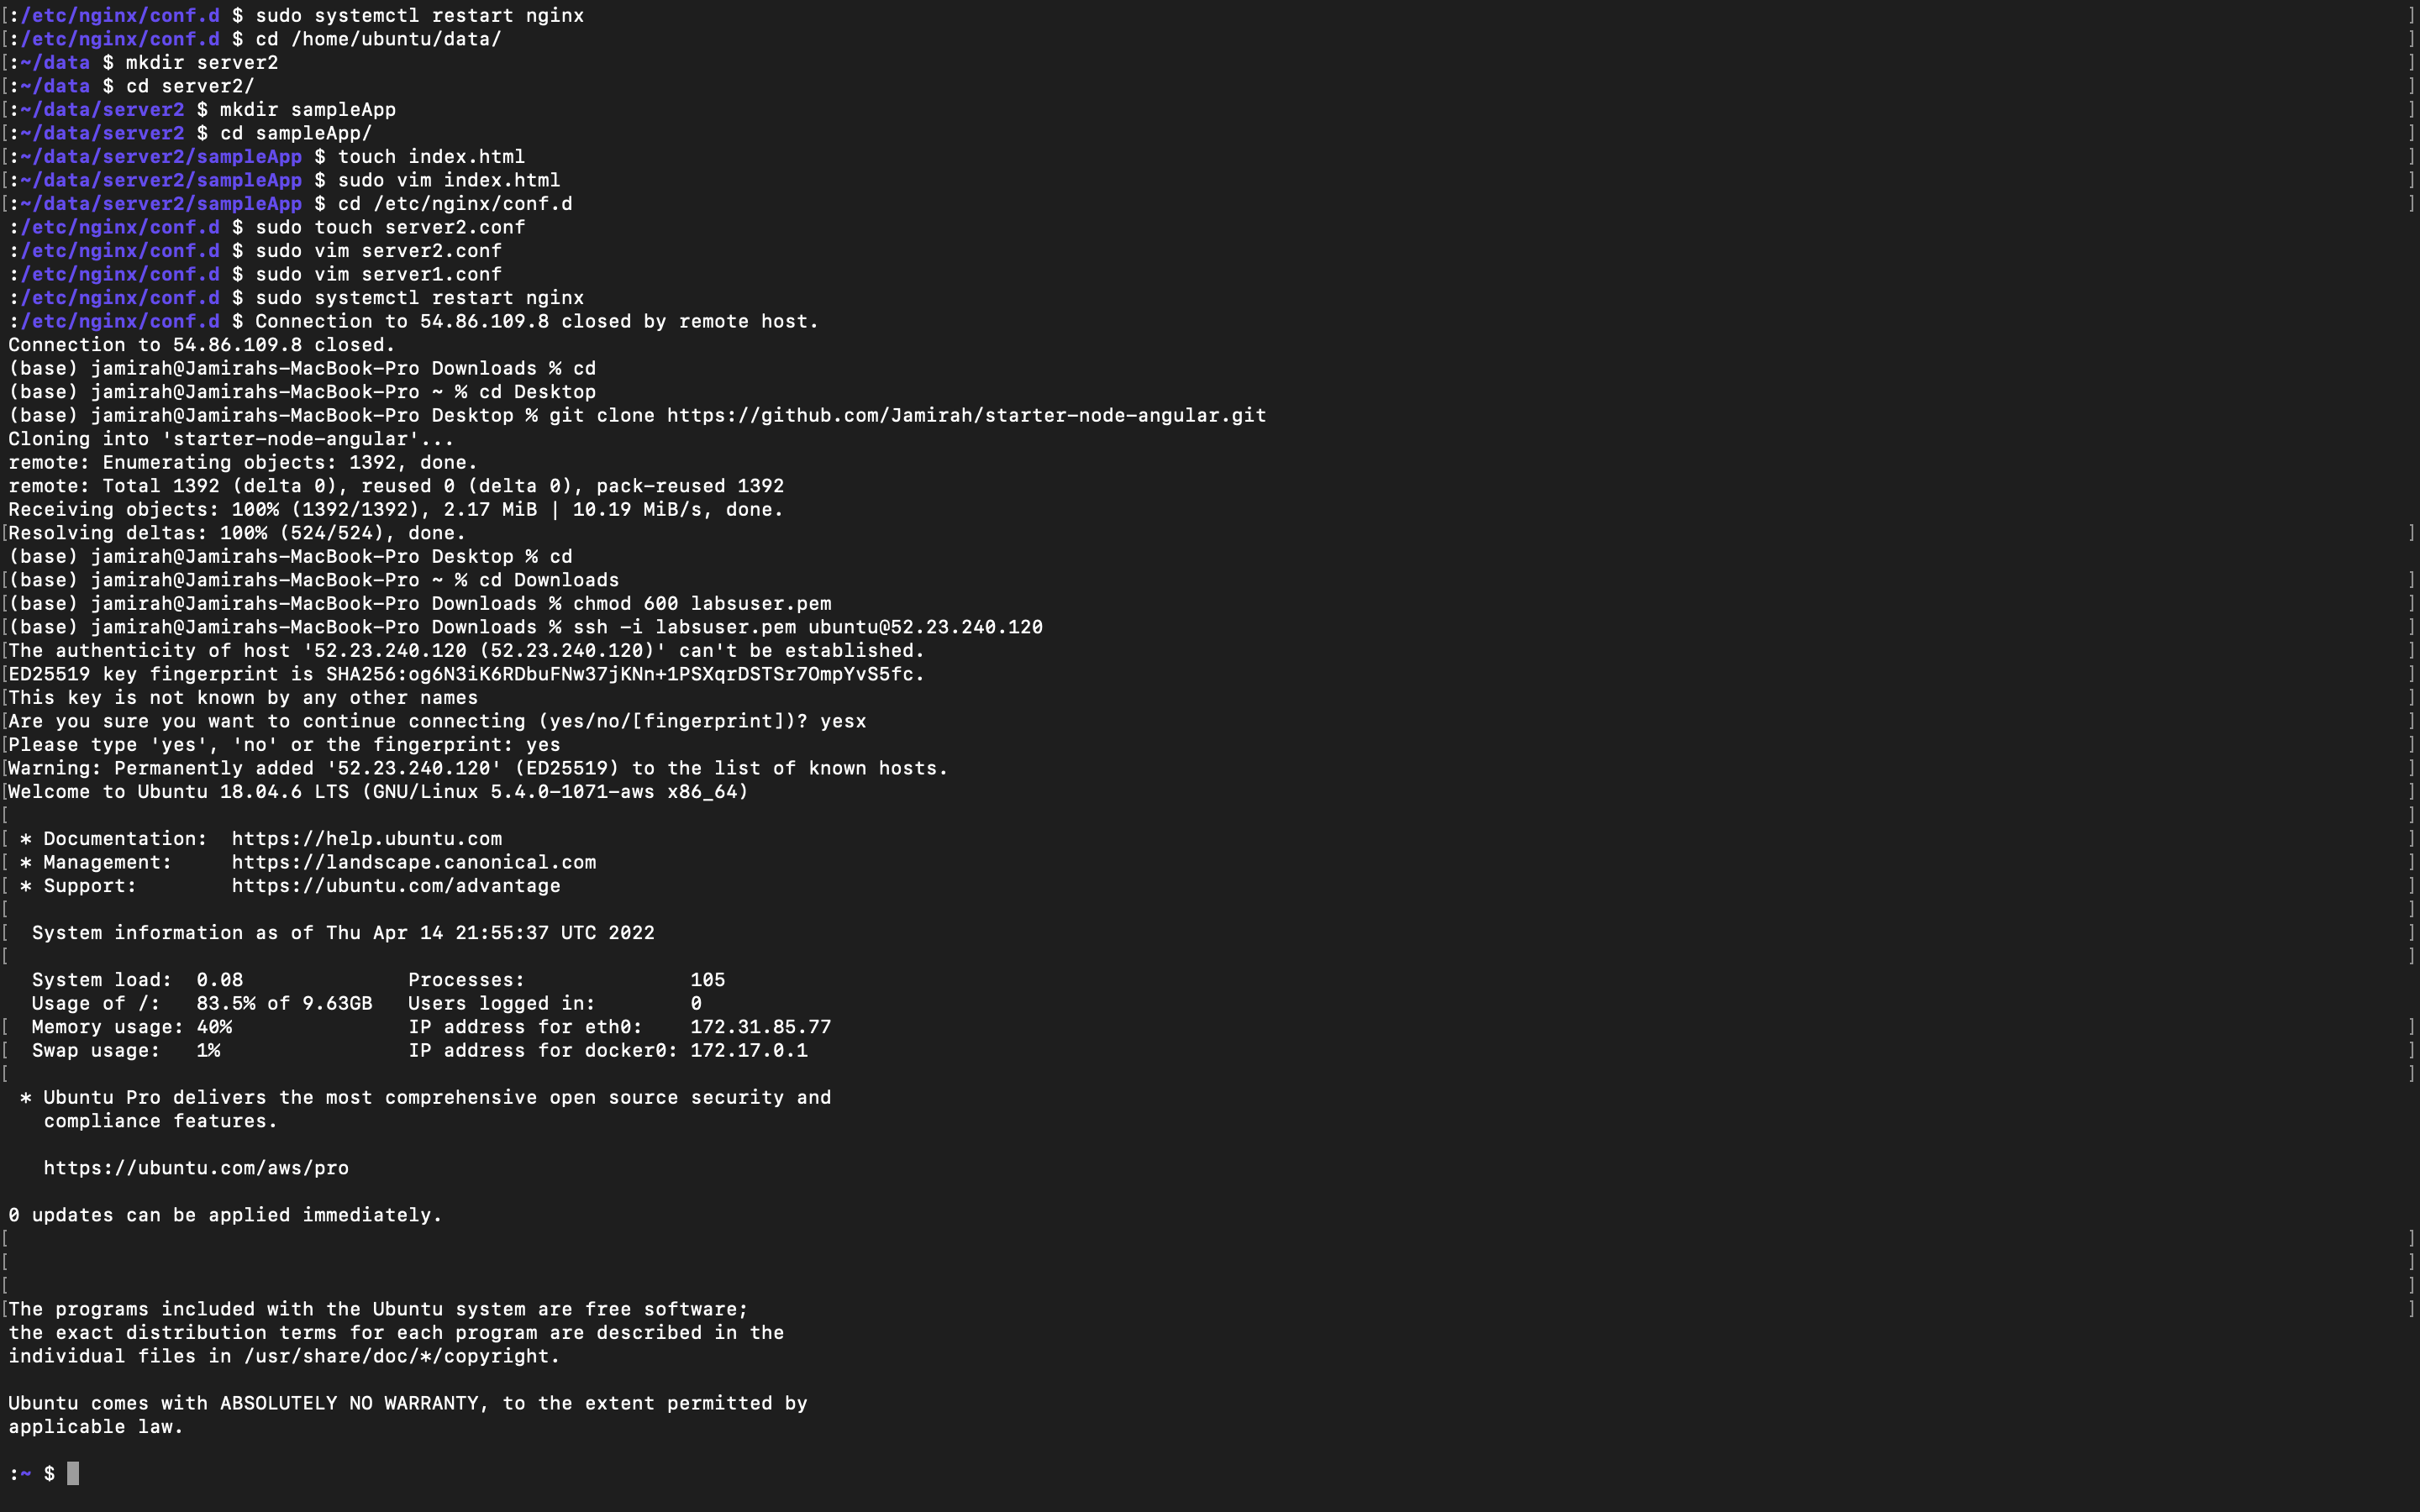 [:/etc/nginx/conf.d $ sudo systemctl restart nginx ]
[:/etc/nginx/conf.d $ cd /home/ubuntu/data/ ]
[:~/data $ mkdir server2 ]
[:~/data $ cd server2/ ]
[:~/data/server2 $ mkdir sampleApp ]
[:~/data/server2 $ cd sampleApp/ ]
[:~/data/server2/sampleApp $ touch index.html ]
[:~/data/server2/sampleApp $ sudo vim index.html ]
[:~/data/server2/sampleApp $ cd /etc/nginx/conf.d ]
:/etc/nginx/conf.d $ sudo touch server2.conf
:/etc/nginx/conf.d $ sudo vim server2.conf
:/etc/nginx/conf.d $ sudo vim server1.conf
:/etc/nginx/conf.d $ sudo systemctl restart nginx
:/etc/nginx/conf.d $ Connection to 54.86.109.8 closed by remote host.
Connection to 54.86.109.8 closed.
(base) jamirah@Jamirahs-MacBook-Pro Downloads % cd
(base) jamirah@Jamirahs-MacBook-Pro ~ % cd Desktop
(base) jamirah@Jamirahs-MacBook-Pro Desktop % git clone https://github.com/Jamirah/starter-node-angular.git
Cloning into 'starter-node-angular'...
remote: Enumerating objects: 1392, done.
remote: Total 1392 (delta 0), reused 0 (delta 0), pack-reused 1392
Receiving objects: 100% (1392/1392), 2.17 MiB | 10.19 MiB/s, done.
[Resolving deltas: 100% (524/524), done. ]
(base) jamirah@Jamirahs-MacBook-Pro Desktop % cd
[(base) jamirah@Jamirahs-MacBook-Pro ~ % cd Downloads ]
[(base) jamirah@Jamirahs-MacBook-Pro Downloads % chmod 600 labsuser.pem ]
[(base) jamirah@Jamirahs-MacBook-Pro Downloads % ssh -i labsuser.pem ubuntu@52.23.240.120 ]
[The authenticity of host '52.23.240.120 (52.23.240.120)' can't be established. ]
[ED25519 key fingerprint is SHA256:og6N3iK6RDbuFNw37jKNn+1PSXqrDSTSr7OmpYvS5fc. ]
[This key is not known by any other names ]
[Are you sure you want to continue connecting (yes/no/[fingerprint])? yesx ]
[Please type 'yes', 'no' or the fingerprint: yes ]
[Warning: Permanently added '52.23.240.120' (ED25519) to the list of known hosts. ]
[Welcome to Ubuntu 18.04.6 LTS (GNU/Linux 5.4.0-1071-aws x86_64) ]
[ ]
[ * Documentation:  https://help.ubuntu.com ]
[ * Management:     https://landscape.canonical.com ]
[ * Support:        https://ubuntu.com/advantage ]
[ ]
[  System information as of Thu Apr 14 21:55:37 UTC 2022 ]
[ ]
System load:  0.08              Processes:              105
Usage of /:   83.5% of 9.63GB   Users logged in:        0
[  Memory usage: 40%               IP address for eth0:    172.31.85.77 ]
[  Swap usage:   1%                IP address for docker0: 172.17.0.1 ]
[ ]
* Ubuntu Pro delivers the most comprehensive open source security and
compliance features.
https://ubuntu.com/aws/pro
0 updates can be applied immediately.
[ ]
[ ]
[ ]
[The programs included with the Ubuntu system are free software; ]
the exact distribution terms for each program are described in the
individual files in /usr/share/doc/*/copyright.
Ubuntu comes with ABSOLUTELY NO WARRANTY, to the extent permitted by
applicable law.
:~ $